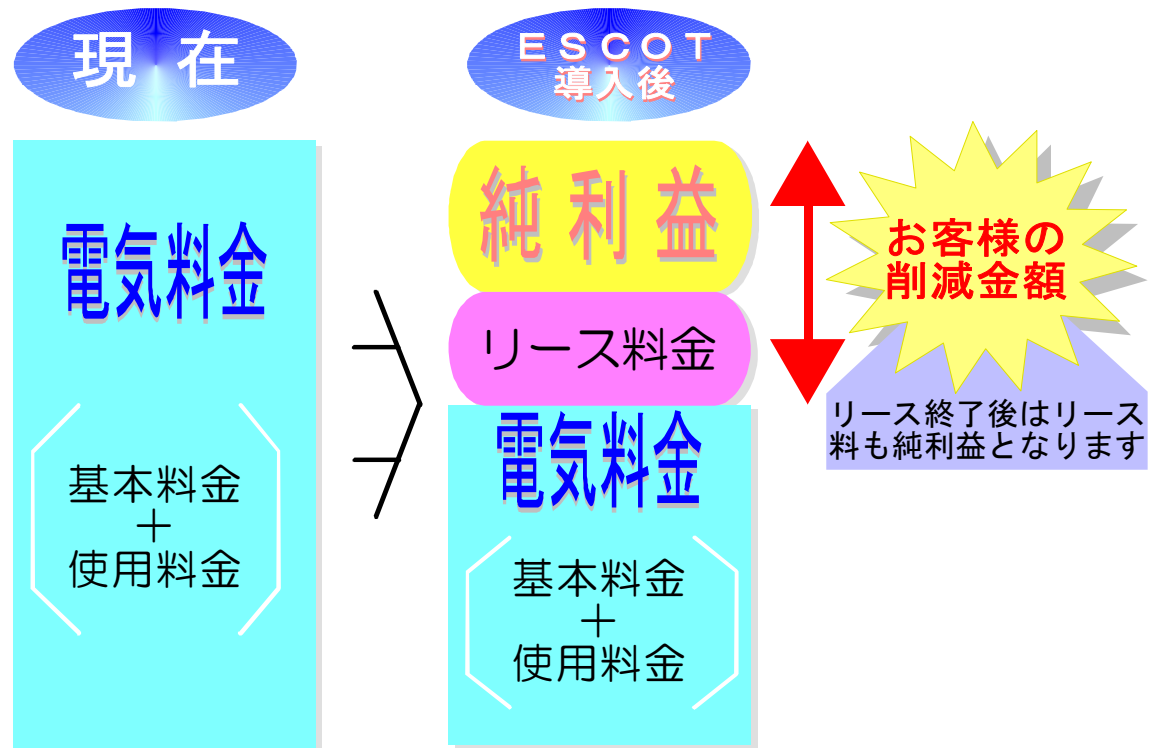 現在
電気料金
基本料金
＋
使用料金
ＥＳＣＯＴ
導入後
純利益
リース料金
電気料金
基本料金
＋
使用料金
お客様の
削減金額
リース終了後はリース
料も純利益となります